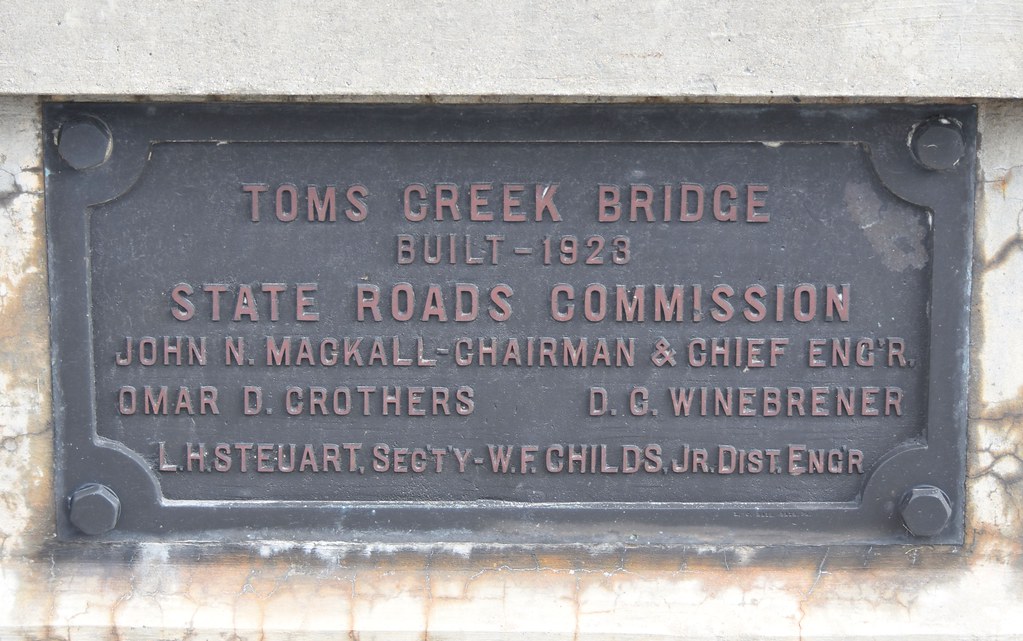 TOMS CREEK BRIDGE
BUILT-1923
STATE ROADS COMMISSION
JOHN N. MACKALL-CHAIRMAN & CHIEF ENG'R.
OMAR D. CROTHERS D. G. WINEBRENER
L.H.STEUART, SEC'T'Y-W.F.CHILDS, JR. DIST. ENG'R